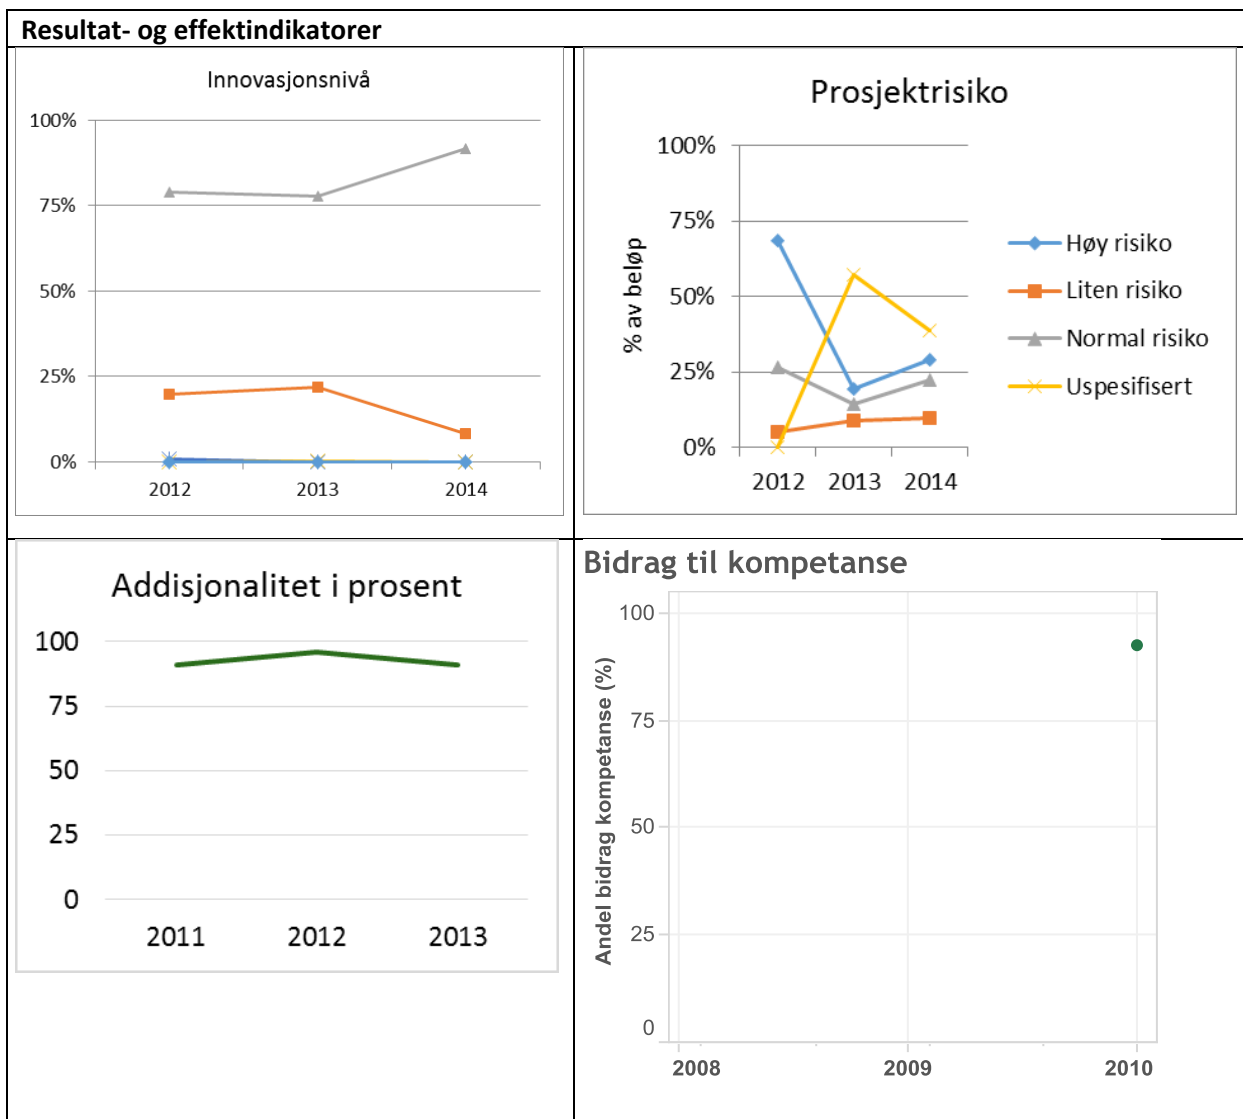 Resultat- og effektindikatorer
Innovasjonsnivå
100%
75%
50%
25%
0%
2012 2013 2014
Prosjektrisiko
% av beløp
100%
75%
50%
25%
0%
2012 2013 2014
Høy risiko
Liten risiko
Normal risiko
Uspesifisert
Addisjonalitet i prosent
100
75
50
25
0
2011 2012 2013
Bidrag til kompetanse
Andel bidrag kompetanse (%)
100
75
50
25
0
2008 2009 2010